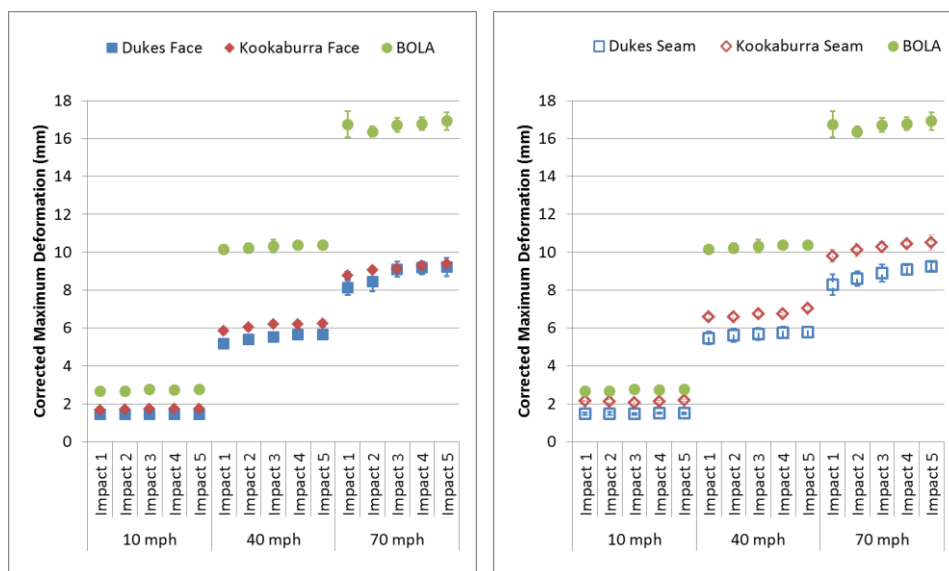 Dukes Face Kookaburra Face BOLA
Corrected Maximum Deformation (mm)
18
16
14
12
10
8
6
4
2
0
Impact 1
Impact 2
Impact 3
Impact 4
Impact 5
Impact 1
Impact 2
Impact 3
Impact 4
Impact 5
Impact 1
Impact 2
Impact 3
Impact 4
Impact 5
10 mph 40 mph 70 mph
Dukes Seam Kookaburra Seam BOLA
Corrected Maximum Deformation (mm)
18
16
14
12
10
8
6
4
2
0
Impact 1
Impact 2
Impact 3
Impact 4
Impact 5
Impact 1
Impact 2
Impact 3
Impact 4
Impact 5
Impact 1
Impact 2
Impact 3
Impact 4
Impact 5
10 mph 40 mph 70 mph